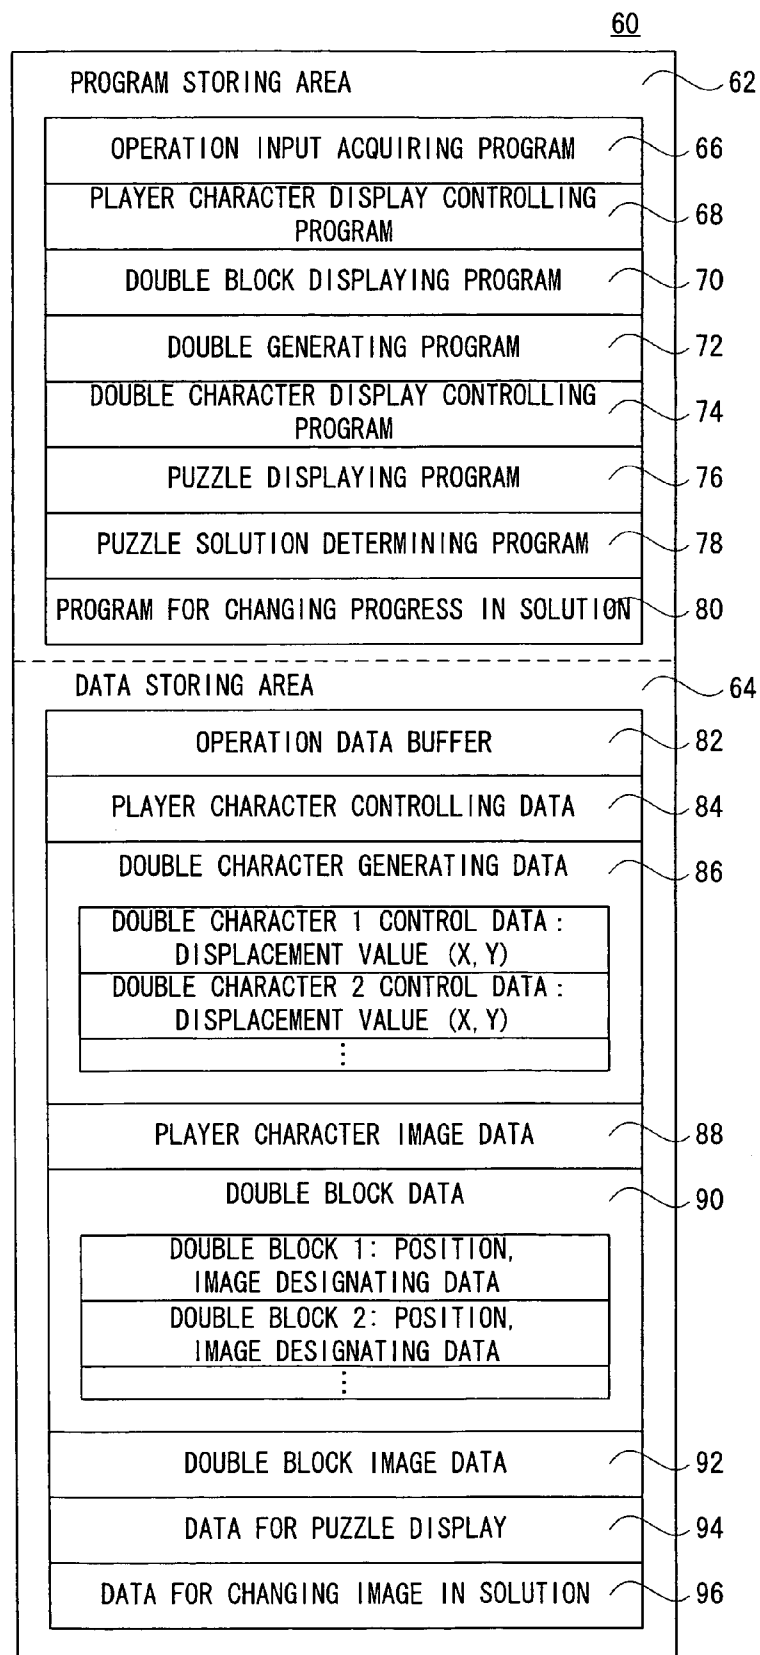 60
PROGRAM STORING AREA 62
OPERATION INPUT ACQUIRING PROGRAM 66
PLAYER CHARACTER DISPLAY CONTROLLING
PROGRAM 68
DOUBLE BLOCK DISPLAYING PROGRAM 70
DOUBLE GENERATING PROGRAM 72
DOUBLE CHARACTER DISPLAY CONTROLLING
PROGRAM 74
PUZZLE DISPLAYING PROGRAM 76
PUZZLE SOLUTION DETERMINING PROGRAM 78
PROGRAM FOR CHANGING PROGRESS IN SOLUTION 80
DATA STORING AREA 64
OPERATION DATA BUFFER 82
PLAYER CHARACTER CONTROLLING DATA 84
DOUBLE CHARACTER GENERATING DATA 86
DOUBLE CHARACTER 1 CONTROL DATA:
DISPLACEMENT VALUE (X, Y)
DOUBLE CHARACTER 2 CONTROL DATA:
DISPLACEMENT VALUE (X, Y)
⋮
PLAYER CHARACTER IMAGE DATA 88
DOUBLE BLOCK DATA 90
DOUBLE BLOCK 1: POSITION,
IMAGE DESIGNATING DATA
DOUBLE BLOCK 2: POSITION,
IMAGE DESIGNATING DATA
⋮
DOUBLE BLOCK IMAGE DATA 92
DATA FOR PUZZLE DISPLAY 94
DATA FOR CHANGING IMAGE IN SOLUTION 96